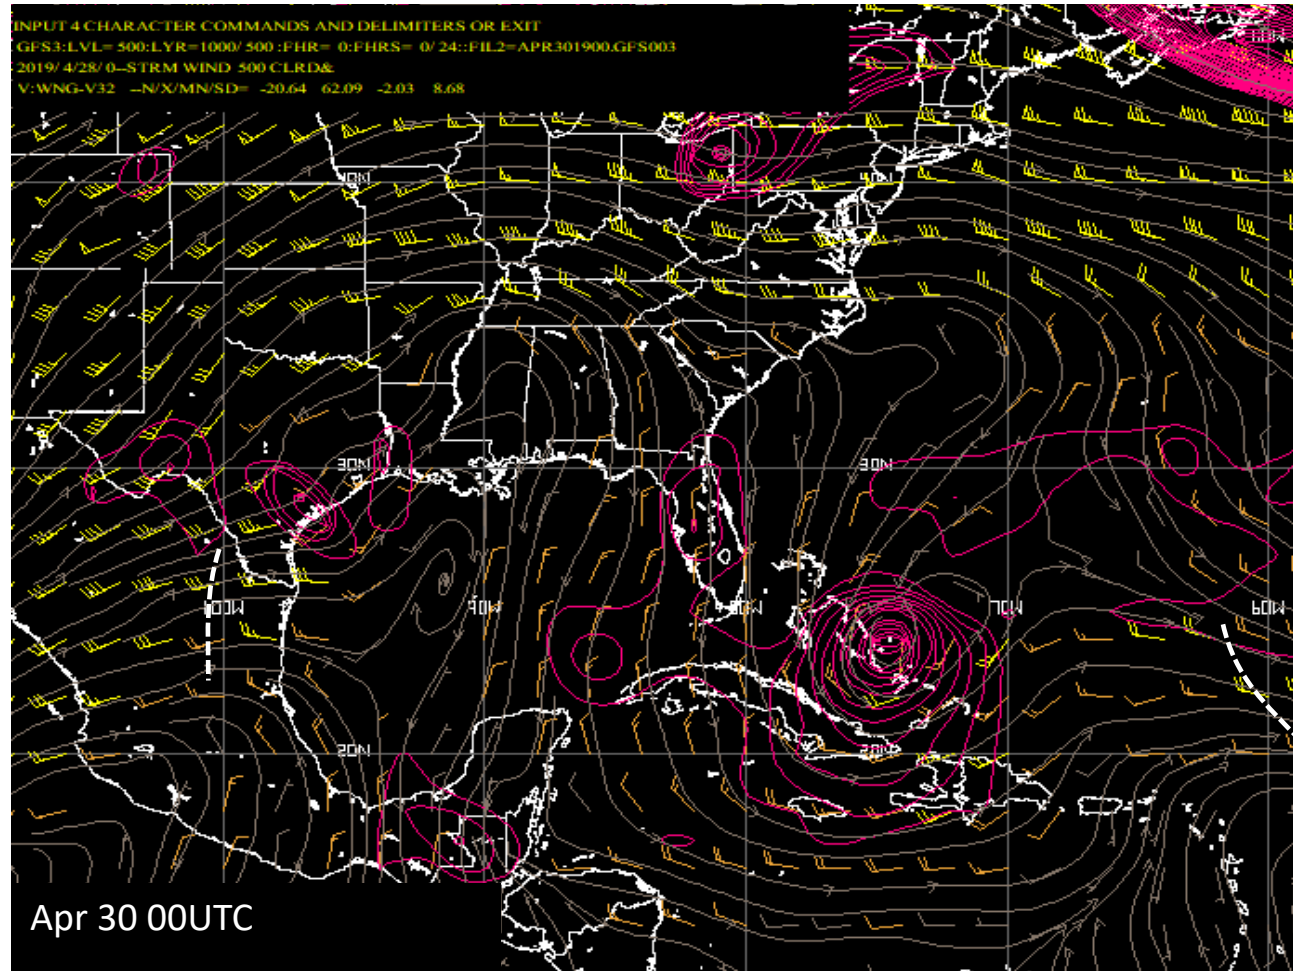 INPUT 4 CHARACTER COMMANDS AND DELIMITERS OR EXIT
GFS3:LVL= 500:LYR=1000/ 500 :FHR= 0:FHRS= 0/ 24::FIL2=APR301900.GFS003
2019/ 4/28/ 0--STRM WIND 500 CLRD&
V:WNG-V32 --N/X/MN/SD= -20.64 62.09 -2.03 8.68
40N 40N
30N 30N
100W 90W 80W 70W 60W
20N 20N
Apr 30 00UTC